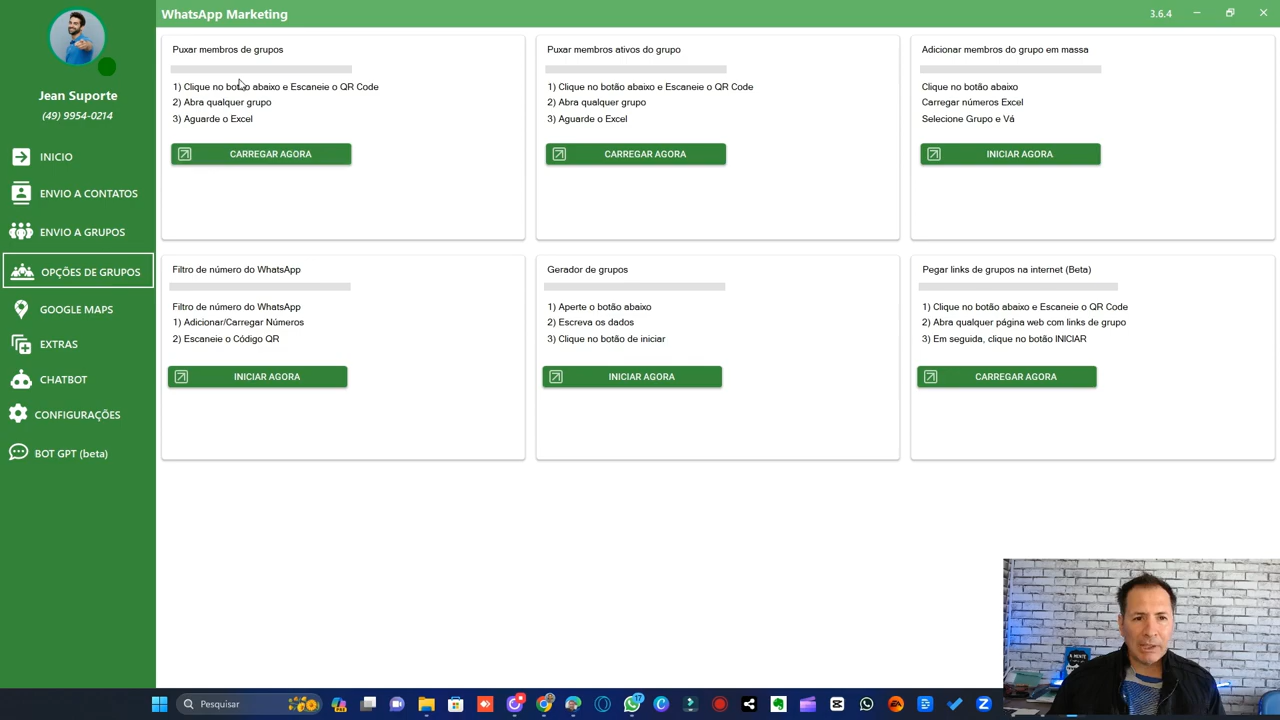 WhatsApp Marketing
3.6.4
Jean Suporte
(49) 9954-0214
INICIO
ENVIO A CONTATOS
ENVIO A GRUPOS
OPÇÕES DE GRUPOS
GOOGLE MAPS
EXTRAS
CHATBOT
CONFIGURAÇÕES
BOT GPT (beta)
Puxar membros de grupos
1) Clique no botão abaixo e Escaneie o QR Code
2) Abra qualquer grupo
3) Aguarde o Excel
CARREGAR AGORA
Puxar membros ativos do grupo
1) Clique no botão abaixo e Escaneie o QR Code
2) Abra qualquer grupo
3) Aguarde o Excel
CARREGAR AGORA
Adicionar membros do grupo em massa
Clique no botão abaixo
Carregar números Excel
Selecione Grupo e Vá
INICIAR AGORA
Filtro de número do WhatsApp
Filtro de número do WhatsApp
1) Adicionar/Carregar Números
2) Escaneie o Código QR
INICIAR AGORA
Gerador de grupos
1) Aperte o botão abaixo
2) Escreva os dados
3) Clique no botão de iniciar
INICIAR AGORA
Pegar links de grupos na internet (Beta)
1) Clique no botão abaixo e Escaneie o QR Code
2) Abra qualquer página web com links de grupo
3) Em seguida, clique no botão INICIAR
CARREGAR AGORA
A MENTE
Pesquisar
17